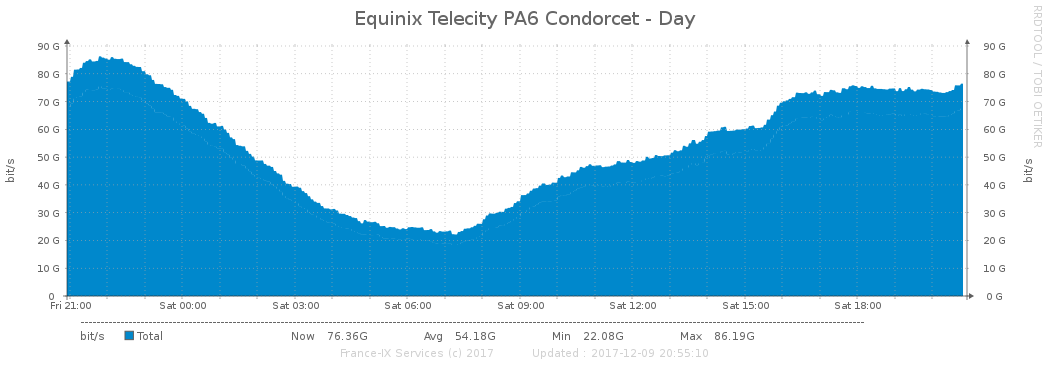 Equinix Telecity PA6 Condorcet - Day
RRDTOOL / TOBI OETIKER
bit/s
bit/s
90 G 90 G
80 G 80 G
70 G 70 G
60 G 60 G
50 G 50 G
40 G 40 G
30 G 30 G
20 G 20 G
10 G 10 G
0 0 G
Fri 21:00 Sat 00:00 Sat 03:00 Sat 06:00 Sat 09:00 Sat 12:00 Sat 15:00 Sat 18:00
bit/s Total Now 76.36G Avg 54.18G Min 22.08G Max 86.19G
France-IX Services (c) 2017 Updated : 2017-12-09 20:55:10